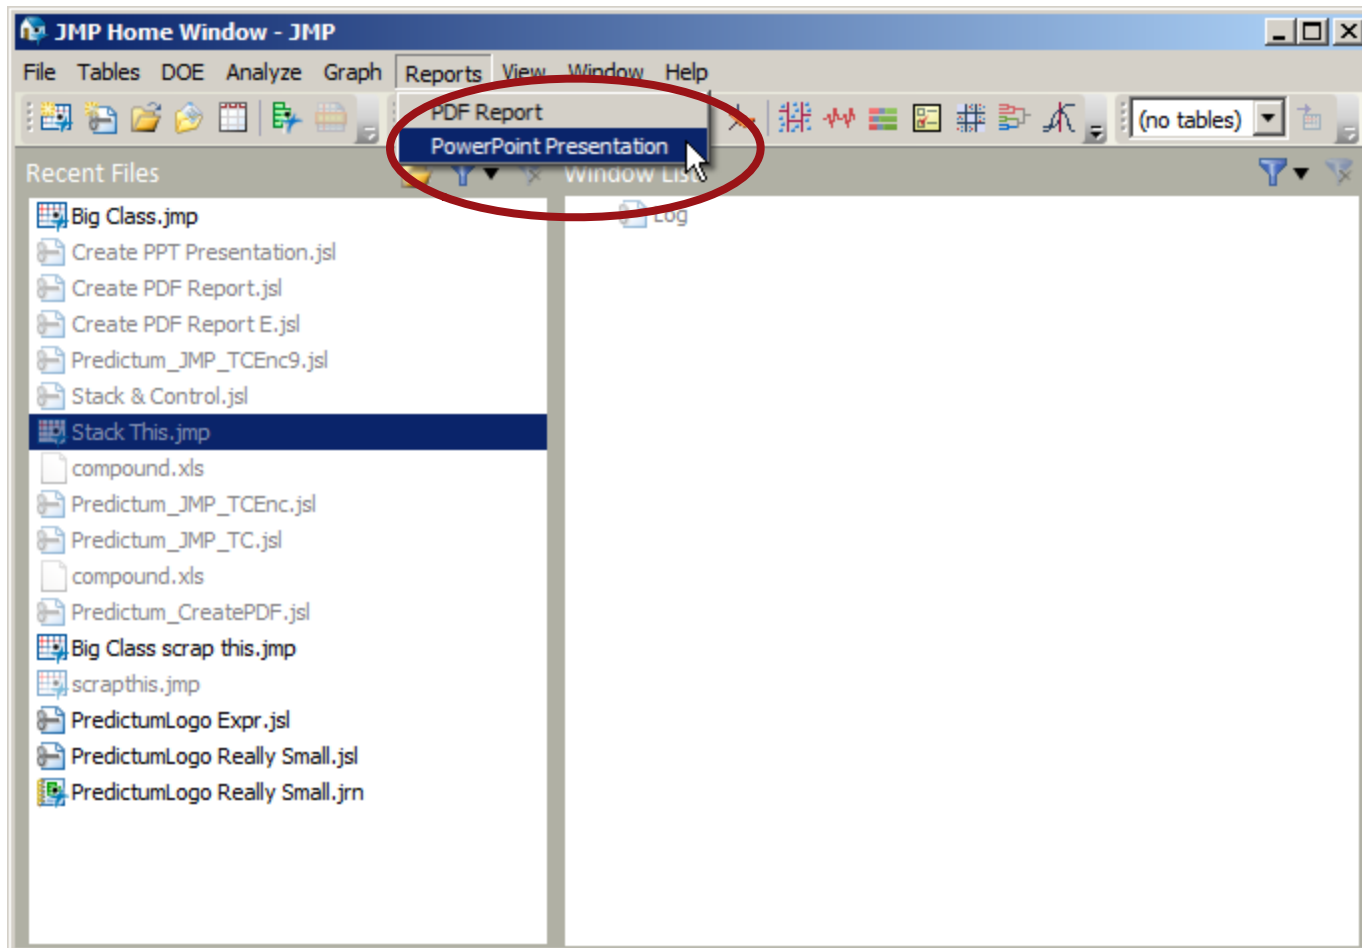 JMP Home Window - JMP
File Tables DOE Analyze Graph Reports View Window Help
PDF Report
(no tables)
PowerPoint Presentation
Recent Files
Window List
Big Class.jmp
Log
Create PPT Presentation.jsl
Create PDF Report.jsl
Create PDF Report E.jsl
Predictum_JMP_TCEnc9.jsl
Stack & Control.jsl
Stack This.jmp
compound.xls
Predictum_JMP_TCEnc.jsl
Predictum_JMP_TC.jsl
compound.xls
Predictum_CreatePDF.jsl
Big Class scrap this.jmp
scrapthis.jmp
PredictumLogo Expr.jsl
PredictumLogo Really Small.jsl
PredictumLogo Really Small.jrn